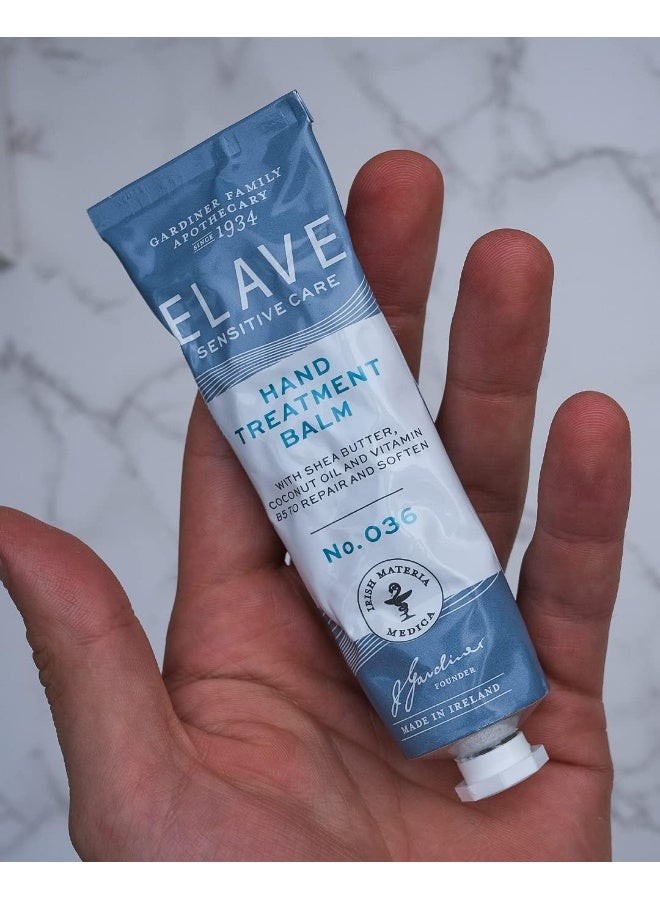 GARDINER FAMILY
APOTHECARY
SINCE 1934
ELAVE
SENSITIVE CARE
HAND
TREATMENT
BALM
WITH SHEA BUTTER,
COCONUT OIL AND VITAMIN
B5 TO REPAIR AND SOFTEN
No. 036
IRISH MATERIA
MEDICA
J. Gardiner
FOUNDER
MADE IN IRELAND